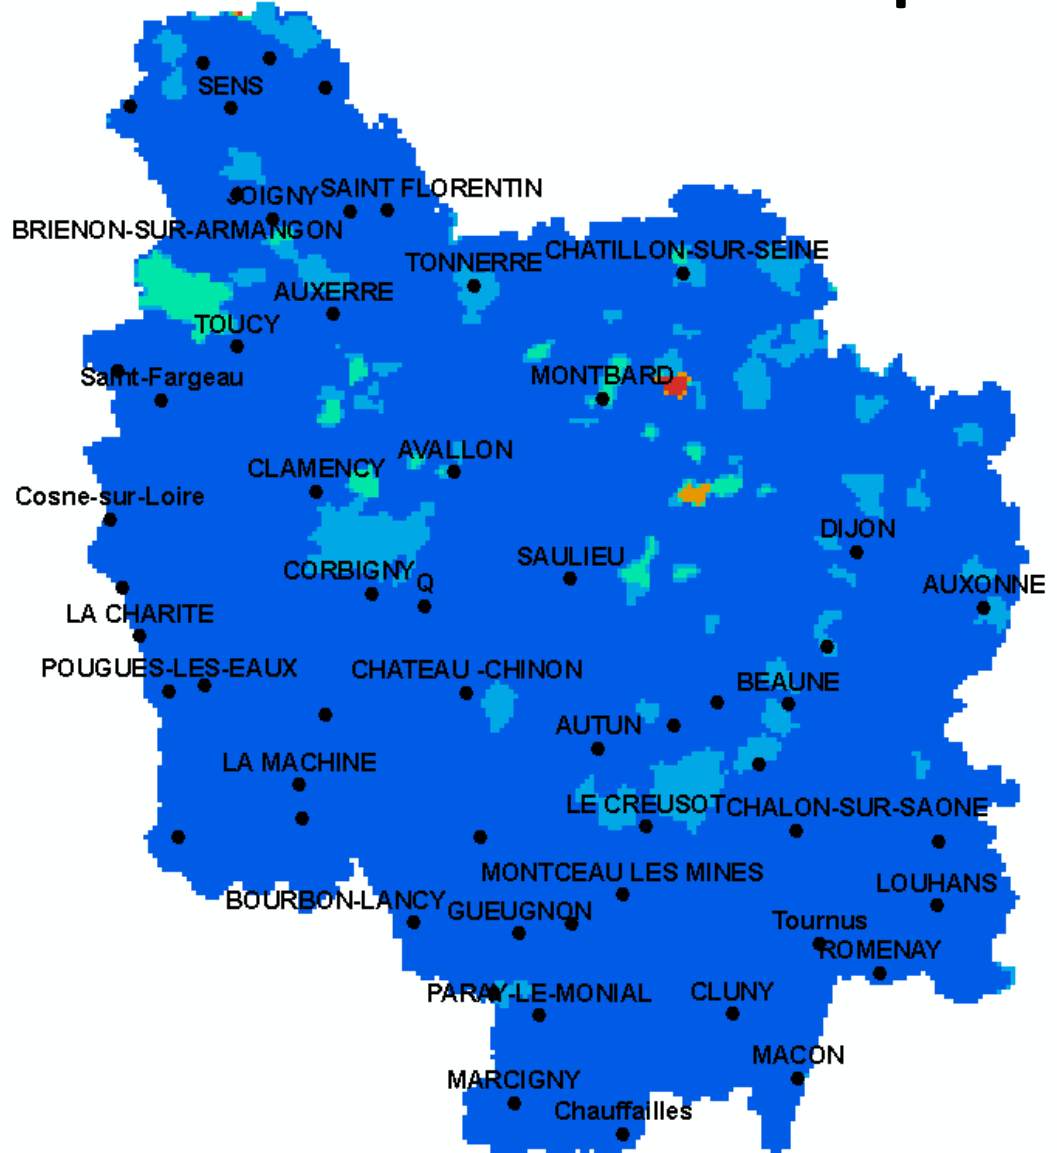 SENS
JOIGNY
SAINT FLORENTIN
BRIENON-SUR-ARMANGON
TONNERRE
CHATILLON-SUR-SEINE
AUXERRE
TOUCY
Saint-Fargeau
MONTBARD
AVALLON
CLAMENCY
Cosne-sur-Loire
DIJON
SAULIEU
CORBIGNY
Q
AUXONNE
LA CHARITE
POUGUES-LES-EAUX
CHATEAU -CHINON
BEAUNE
AUTUN
LA MACHINE
LE CREUSOT
CHALON-SUR-SAONE
MONTCEAU LES MINES
LOUHANS
BOURBON-LANCY
GUEUGNON
Tournus
ROMENAY
PARAY-LE-MONIAL
CLUNY
MACON
MARCIGNY
Chauffailles